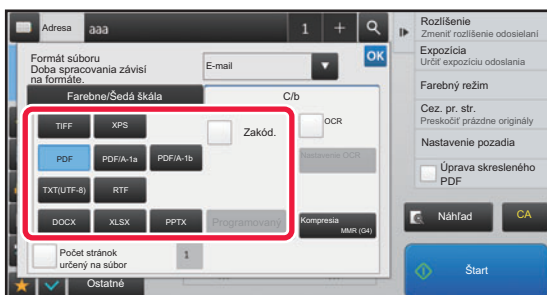 Adresa aaa 1 +
Formát súboru
Doba spracovania závisí
na formáte.
E-mail
OK
Farebne/Šedá škála
C/b
TIFF XPS
Zakód.
OCR
PDF PDF/A-1a PDF/A-1b
Nastavenie OCR
TXT(UTF-8) RTF
DOCX XLSX PPTX Programovaný
Kompresia
MMR (G4)
Počet stránok
určený na súbor
1
Ostatné
Rozlíšenie
Zmeniť rozlíšenie odosielaní
Expozícia
Určiť expozíciu odoslania
Farebný režim
Cez. pr. str.
Preskočiť prázdne originály
Nastavenie pozadia
Úprava skresleného
PDF
Náhľad
CA
Štart